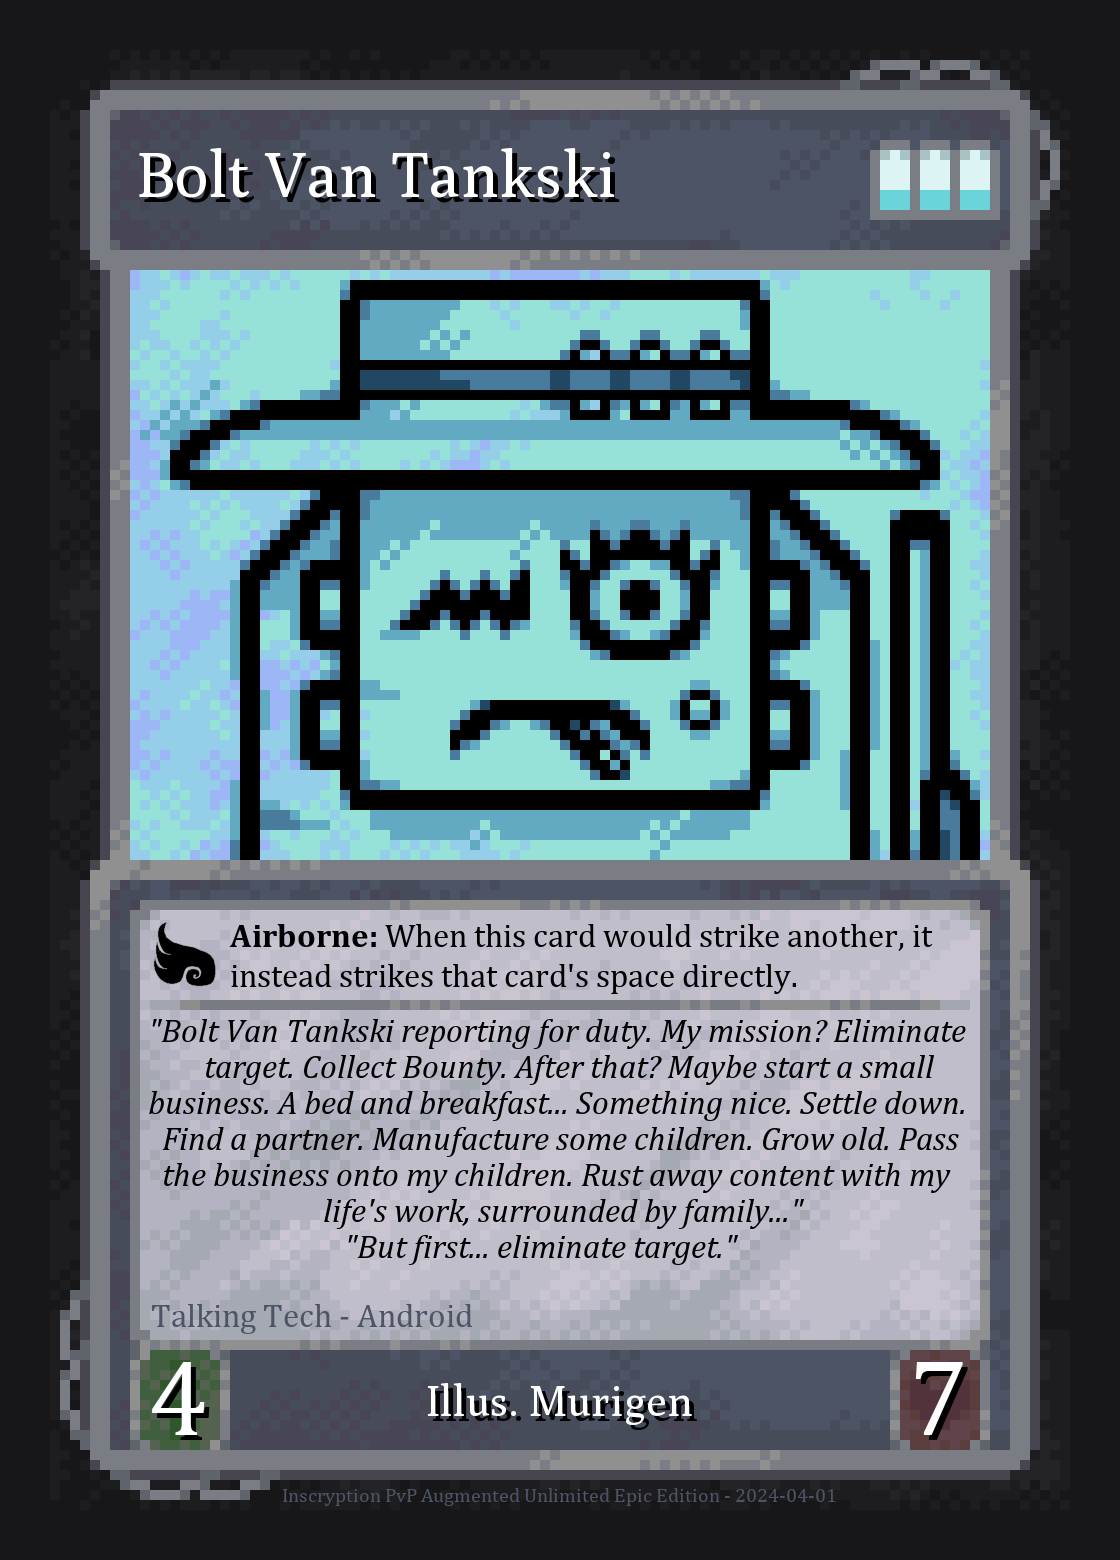 Bolt Van Tankski
Airborne: When this card would strike another, it
instead strikes that card's space directly.
"Bolt Van Tankski reporting for duty. My mission? Eliminate
target. Collect Bounty. After that? Maybe start a small
business. A bed and breakfast... Something nice. Settle down.
Find a partner. Manufacture some children. Grow old. Pass
the business onto my children. Rust away content with my
life's work, surrounded by family..."
"But first... eliminate target."
Talking Tech - Android
4
Illus. Murigen
7
Inscryption PvP Augmented Unlimited Epic Edition - 2024-04-01